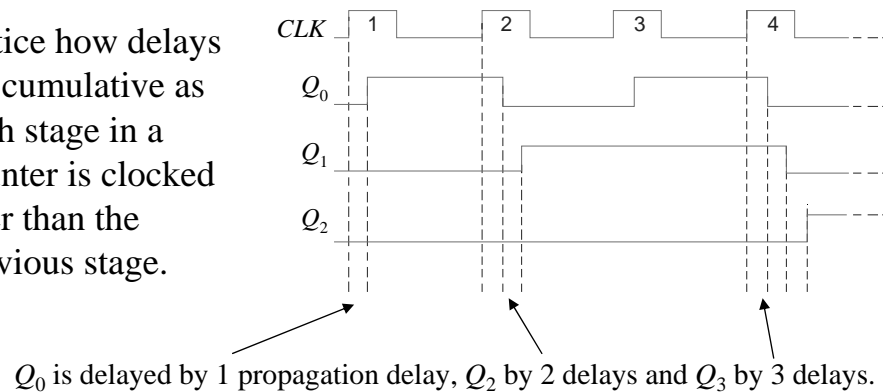 tice how delays
cumulative as
h stage in a
nter is clocked
r than the
vious stage.
CLK 1 2 3 4
Q0
Q1
Q2
Q0 is delayed by 1 propagation delay, Q2 by 2 delays and Q3 by 3 delays.